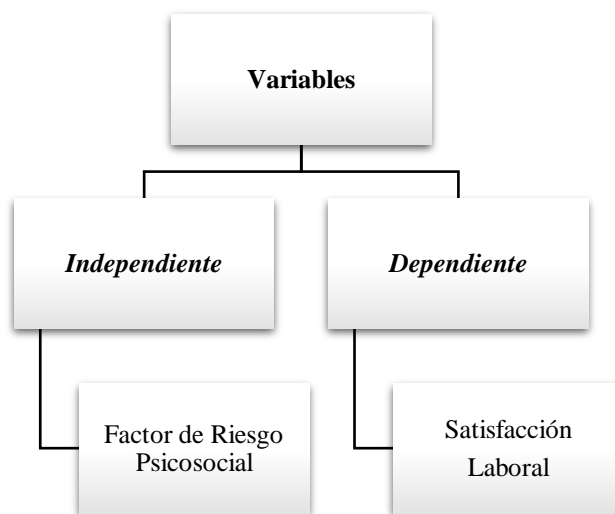 Variables
Independiente
Dependiente
Factor de Riesgo
Psicosocial
Satisfacción
Laboral